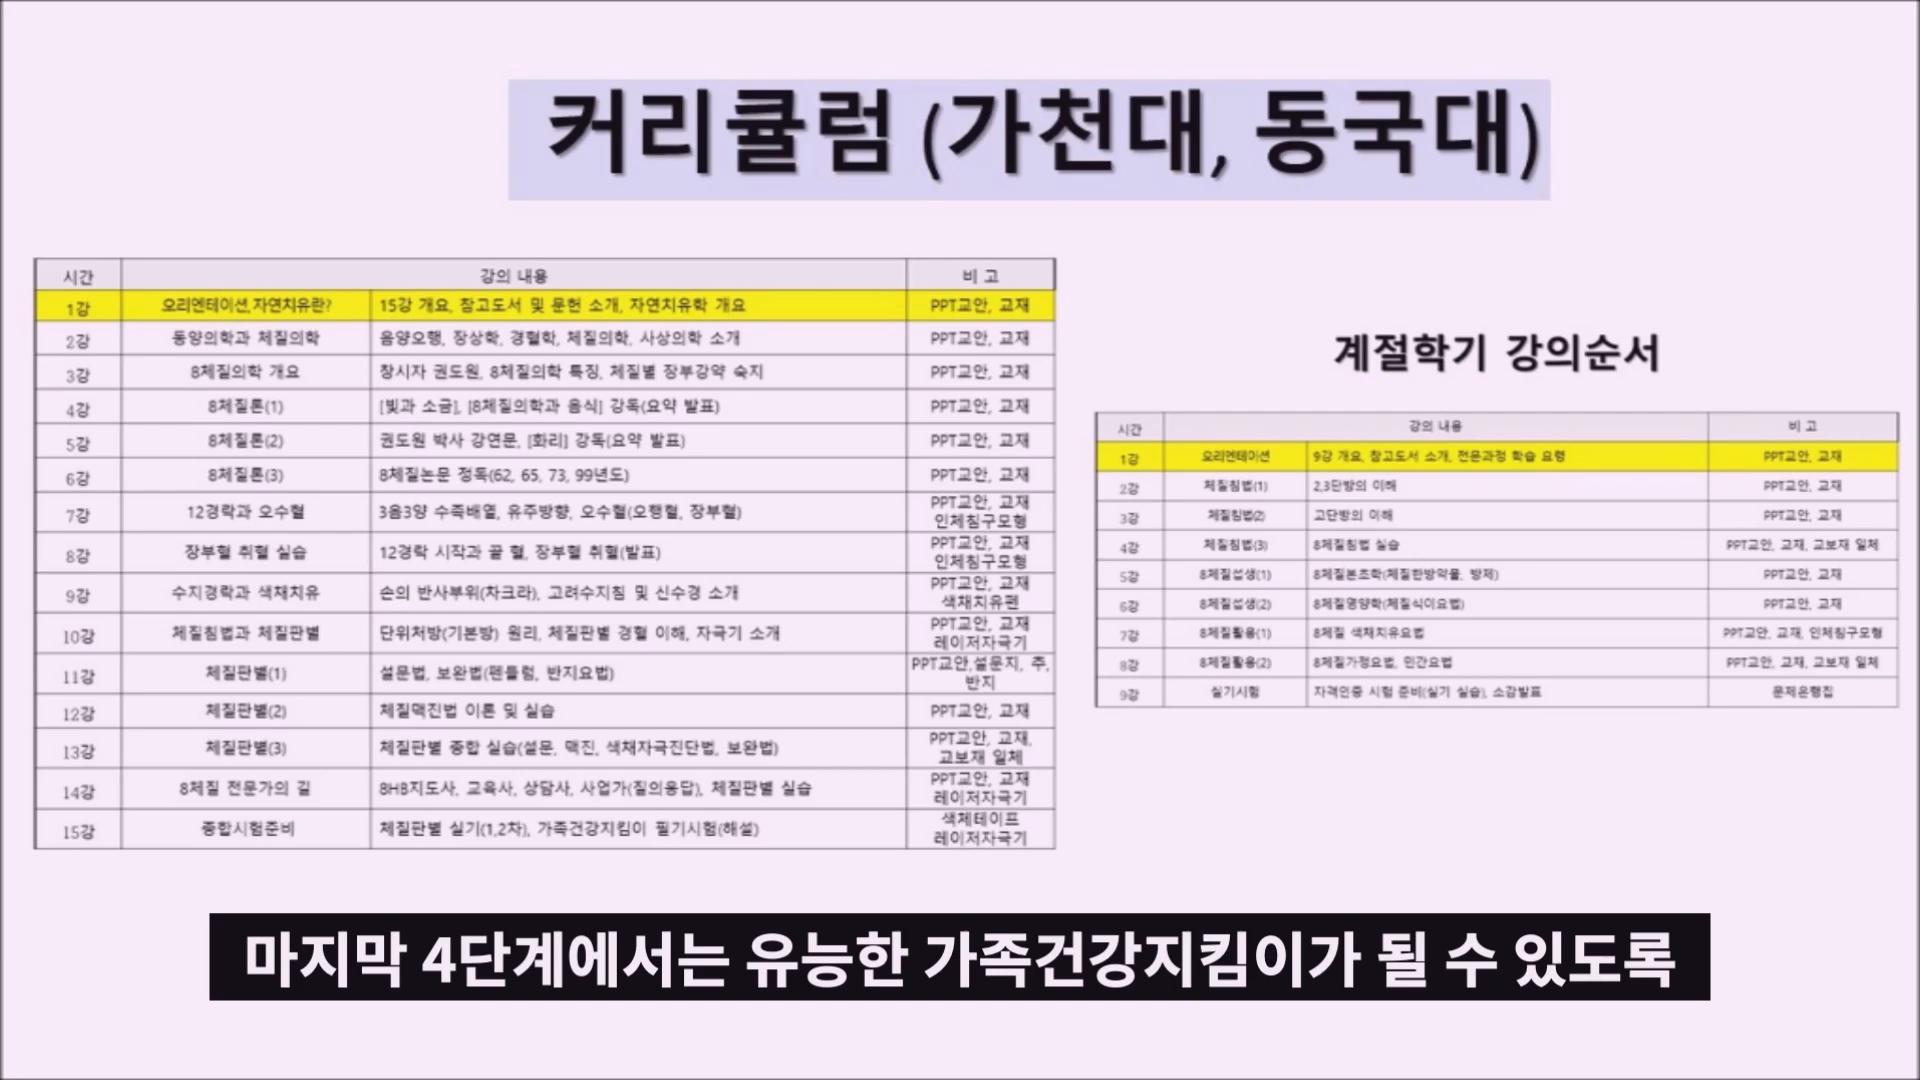 커리큘럼 (가천대, 동국대)
시간 강의 내용 비 고
1강 오리엔테이션,자연치유란? 15강 개요, 참고도서 및 문헌 소개, 자연치유학 개요 PPT교안, 교재
2강 동양의학과 체질의학 음양오행, 장상학, 경혈학, 체질의학, 사상의학 소개 PPT교안, 교재
3강 8체질의학 개요 창시자 권도원, 8체질의학 특징, 체질별 장부강약 숙지 PPT교안, 교재
4강 8체질론(1) [빛과 소금], [8체질의학과 음식] 강독(요약 발표) PPT교안, 교재
5강 8체질론(2) 권도원 박사 강연문, [화리] 강독(요약 발표) PPT교안, 교재
6강 8체질론(3) 8체질논문 정독(62, 65, 73, 99년도) PPT교안, 교재
7강 12경락과 오수혈 3음3양 수족배열, 유주방향, 오수혈(오행혈, 장부혈) PPT교안, 교재
인체침구모형
8강 장부혈 취혈 실습 12경락 시작과 끝 혈, 장부혈 취혈(발표) PPT교안, 교재
인체침구모형
9강 수지경락과 색채치유 손의 반사부위(차크라), 고려수지침 및 신수경 소개 PPT교안, 교재
색채치유펜
10강 체질침법과 체질판별 단위처방(기본방) 원리, 체질판별 경혈 이해, 자극기 소개 PPT교안, 교재
레이저자극기
11강 체질판별(1) 설문법, 보완법(펜듈럼, 반지요법) PPT교안,설문지, 추,
반지
12강 체질판별(2) 체질맥진법 이론 및 실습 PPT교안, 교재
13강 체질판별(3) 체질판별 종합 실습(설문, 맥진, 색채자극진단법, 보완법) PPT교안, 교재,
교보재 일체
14강 8체질 전문가의 길 8HB지도사, 교육사, 상담사, 사업가(질의응답), 체질판별 실습 PPT교안, 교재
레이저자극기
15강 종합시험준비 체질판별 실기(1,2차), 가족건강지킴이 필기시험(해설) 색체테이프
레이저자극기
계절학기 강의순서
시간 강의 내용 비 고
1강 오리엔테이션 9강 개요, 참고도서 소개, 전문과정 학습 요령 PPT교안, 교재
2강 체질침법(1) 2,3단방의 이해 PPT교안, 교재
3강 체질침법(2) 고단방의 이해 PPT교안, 교재
4강 체질침법(3) 8체질침법 실습 PPT교안, 교재, 교보재 일체
5강 8체질섭생(1) 8체질본초학(체질한방약물, 방제) PPT교안, 교재
6강 8체질섭생(2) 8체질영양학(체질식이요법) PPT교안, 교재
7강 8체질활용(1) 8체질 색채치유요법 PPT교안, 교재, 인체침구모형
8강 8체질활용(2) 8체질가정요법, 민간요법 PPT교안, 교재, 교보재 일체
9강 실기시험 자격인증 시험 준비(실기 실습), 소감발표 문제은행집
마지막 4단계에서는 유능한 가족건강지킴이가 될 수 있도록